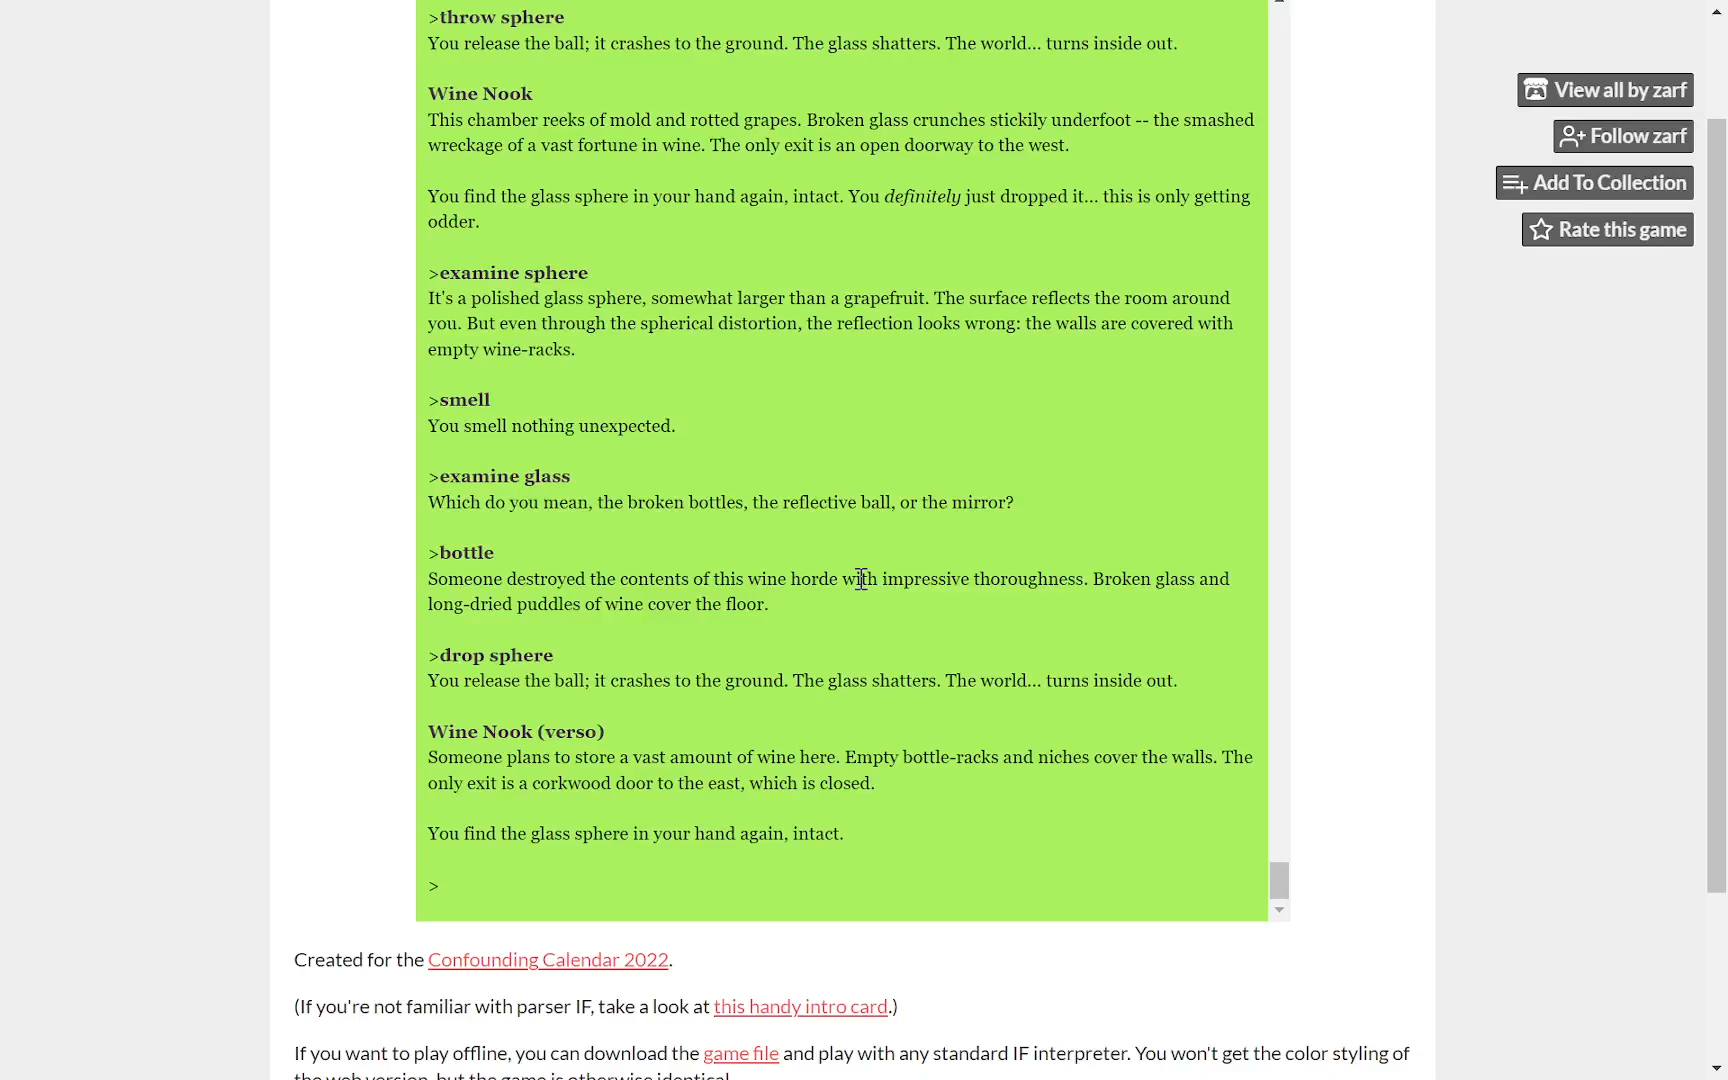 >throw sphere
You release the ball; it crashes to the ground. The glass shatters. The world... turns inside out.
Wine Nook
This chamber reeks of mold and rotted grapes. Broken glass crunches stickily underfoot -- the smashed
wreckage of a vast fortune in wine. The only exit is an open doorway to the west.
You find the glass sphere in your hand again, intact. You definitely just dropped it... this is only getting
odder.
>examine sphere
It's a polished glass sphere, somewhat larger than a grapefruit. The surface reflects the room around
you. But even through the spherical distortion, the reflection looks wrong: the walls are covered with
empty wine-racks.
>smell
You smell nothing unexpected.
>examine glass
Which do you mean, the broken bottles, the reflective ball, or the mirror?
>bottle
Someone destroyed the contents of this wine horde with impressive thoroughness. Broken glass and
long-dried puddles of wine cover the floor.
>drop sphere
You release the ball; it crashes to the ground. The glass shatters. The world... turns inside out.
Wine Nook (verso)
Someone plans to store a vast amount of wine here. Empty bottle-racks and niches cover the walls. The
only exit is a corkwood door to the east, which is closed.
You find the glass sphere in your hand again, intact.
>
Created for the Confounding Calendar 2022.
(If you're not familiar with parser IF, take a look at this handy intro card.)
If you want to play offline, you can download the game file and play with any standard IF interpreter. You won't get the color styling of
the web version, but the game is otherwise identical.
View all by zarf
Follow zarf
Add To Collection
Rate this game